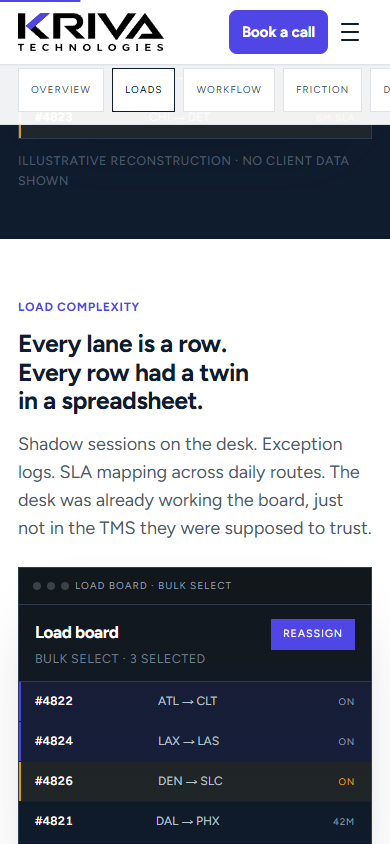 KRIVA
TECHNOLOGIES
Book a call
OVERVIEW
LOADS
WORKFLOW
FRICTION
#4823 CHI → DET
ILLUSTRATIVE RECONSTRUCTION · NO CLIENT DATA
SHOWN
LOAD COMPLEXITY
Every lane is a row.
Every row had a twin
in a spreadsheet.
Shadow sessions on the desk. Exception
logs. SLA mapping across daily routes. The
desk was already working the board, just
not in the TMS they were supposed to trust.
LOAD BOARD · BULK SELECT
Load board
REASSIGN
BULK SELECT · 3 SELECTED
#4822 ATL → CLT ON
#4824 LAX → LAS ON
#4826 DEN → SLC ON
#4821 DAL → PHX 42M